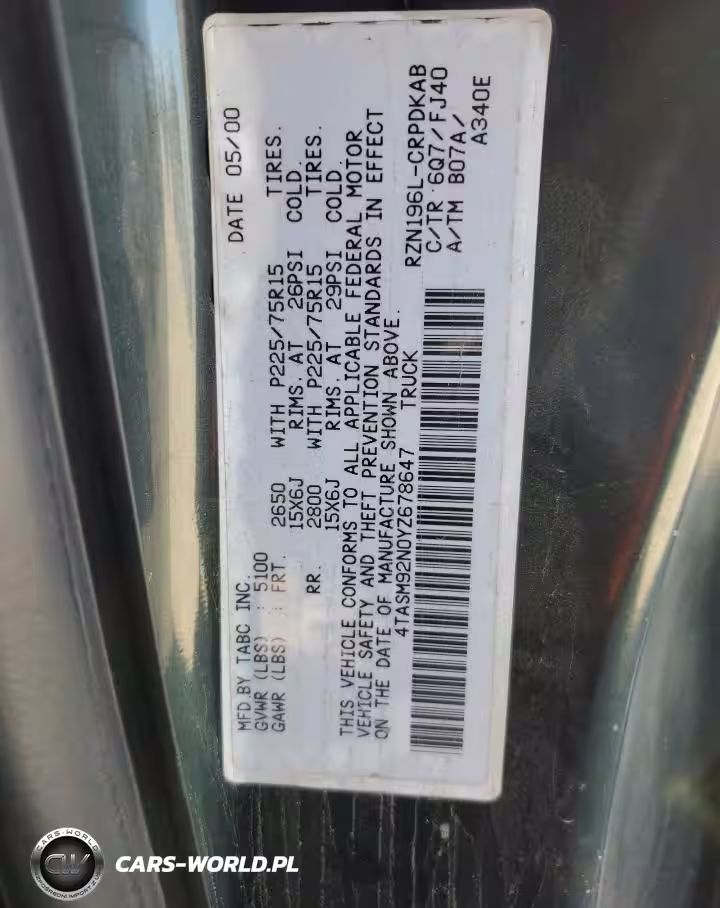 MFD.BY TABC INC. DATE 05/00
GVWR (LBS) : 5100
GAWR (LBS) : FRT. 2650 WITH P225/75R15 TIRES.
15X6J RIMS. AT 26PSI COLD.
RR. 2800 WITH P225/75R15 TIRES.
15X6J RIMS. AT 29PSI COLD.
THIS VEHICLE CONFORMS TO ALL APPLICABLE FEDERAL MOTOR
VEHICLE SAFETY AND THEFT PREVENTION STANDARDS IN EFFECT
ON THE DATE OF MANUFACTURE SHOWN ABOVE.
4TASM92N0YZ678647 TRUCK
RZN196L-CRPDKAB
C/TR 6Q7/FJ40
A/TM B07A/
A340E
CARS-WORLD
CW
CARS-WORLD.PL